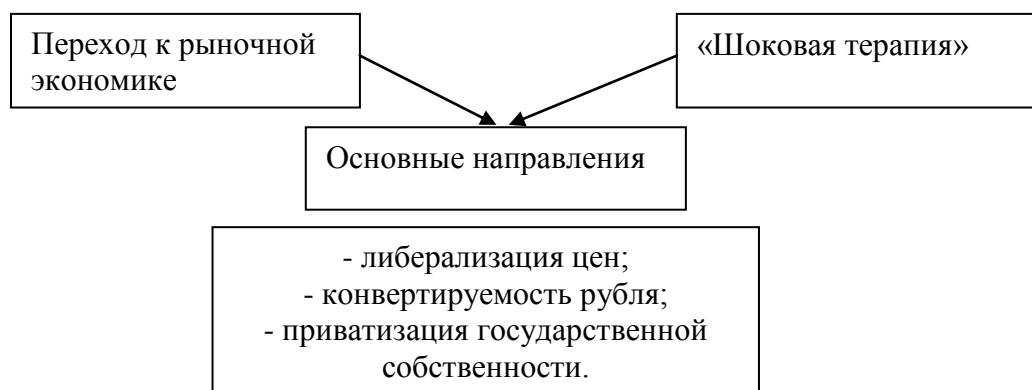 Переход к рыночной
экономике
«Шоковая терапия»
Основные направления
- либерализация цен;
- конвертируемость рубля;
- приватизация государственной
собственности.